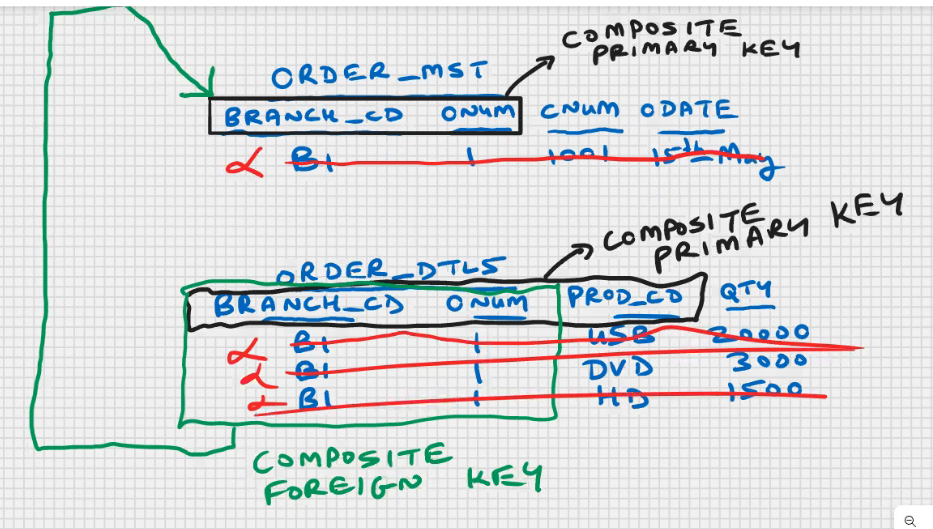 COMPOSITE
PRIMARY KEY
ORDER_MST
BRANCH_CD ONUM CNUM ODATE
α B1 1 1001 15th May
COMPOSITE
PRIMARY KEY
ORDER_DTLS
BRANCH_CD ONUM PROD_CD QTY
α B1 1 USB 20000
α B1 1 DVD 3000
α B1 1 HD 1500
COMPOSITE
FOREIGN KEY